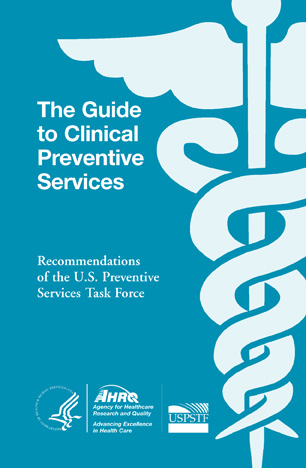 The Guide
to Clinical
Preventive
Services
Recommendations
of the U.S. Preventive
Services Task Force
AHRQ
Agency for Healthcare
Research and Quality
Advancing Excellence
in Health Care
USPSTF